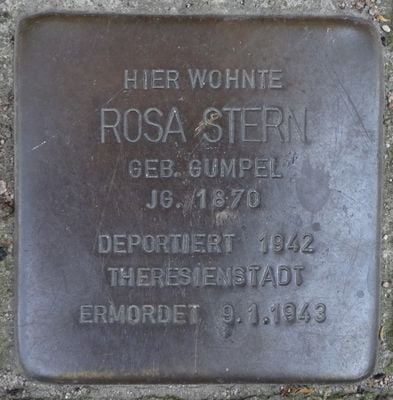 HIER WOHNTE
ROSA STERN
GEB. GUMPEL
JG. 1870
DEPORTIERT 1942
THERESIENSTADT
ERMORDET 9.1.1943